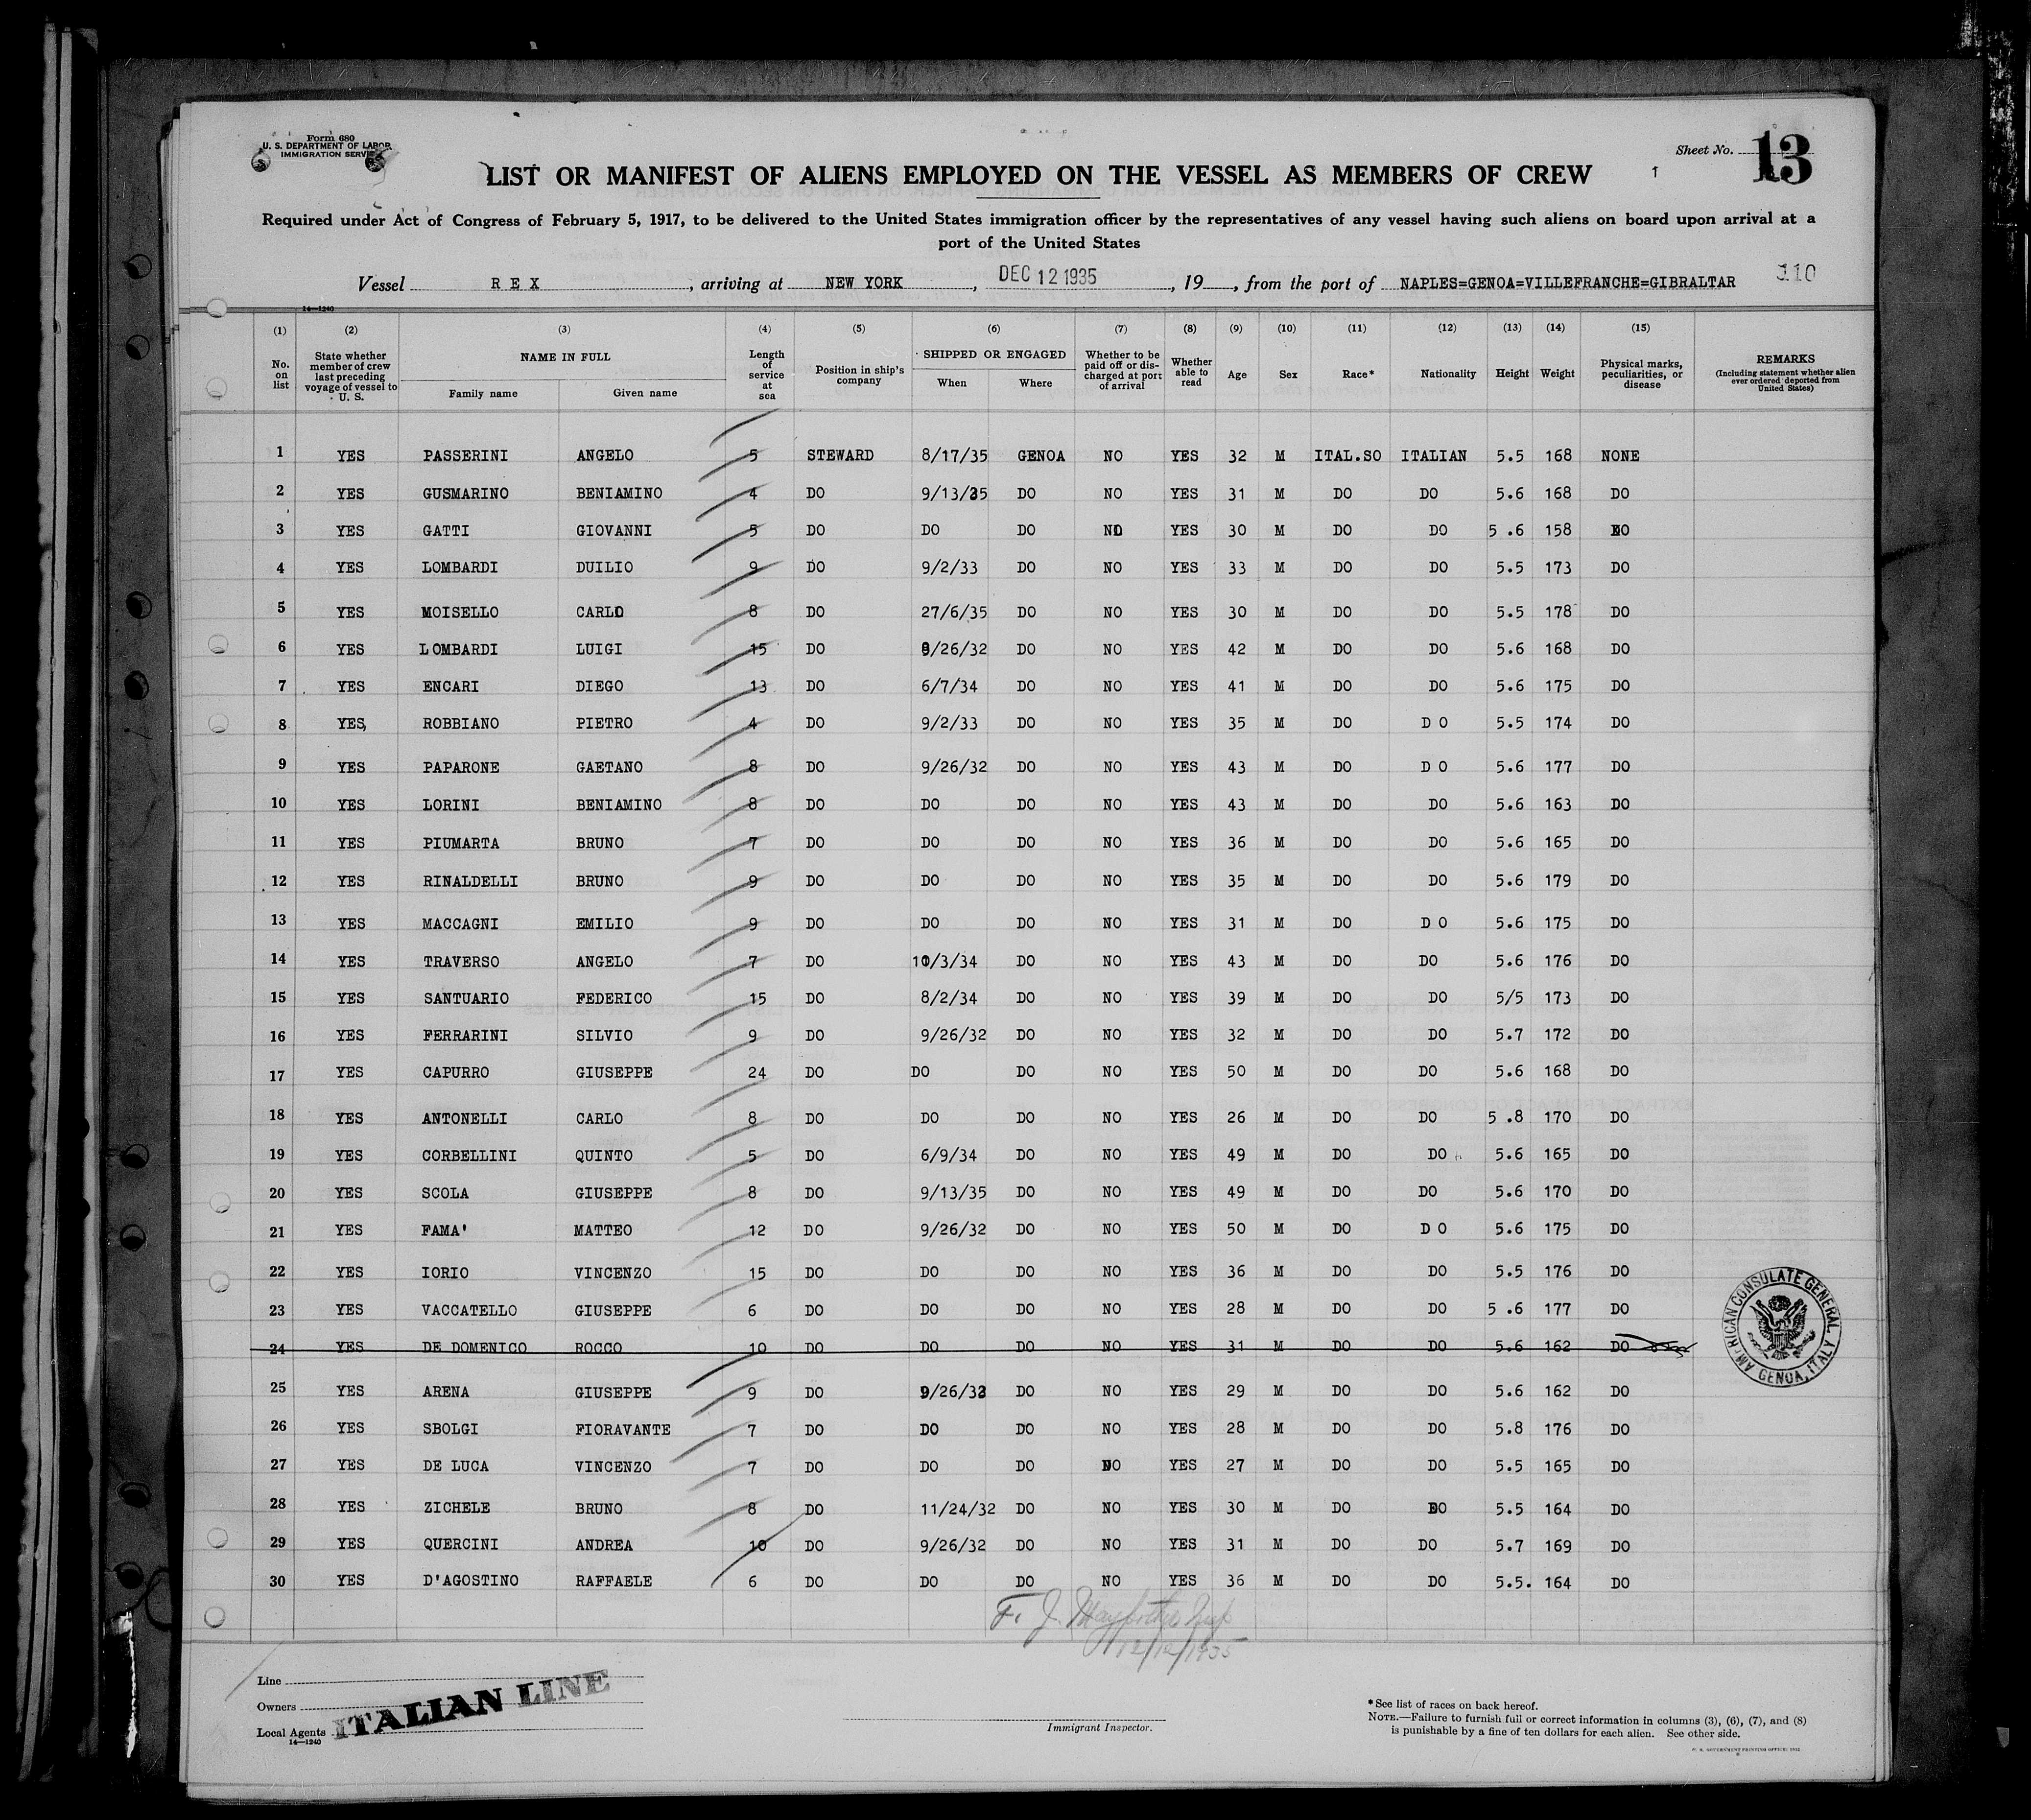 Form 680
U. S. DEPARTMENT OF LABOR
IMMIGRATION SERVICE
Sheet No. 13
LIST OR MANIFEST OF ALIENS EMPLOYED ON THE VESSEL AS MEMBERS OF CREW
Required under Act of Congress of February 5, 1917, to be delivered to the United States immigration officer by the representatives of any vessel having such aliens on board upon arrival at a
port of the United States
Vessel R E X, arriving at NEW YORK, DEC 12 1935, 19, from the port of NAPLES=GENOA=VILLEFRANCHE=GIBRALTAR 110
14—1240
(1) (2) (3) (4) (5) (6) (7) (8) (9) (10) (11) (12) (13) (14) (15)
No. on list
State whether member of crew last preceding voyage of vessel to U. S.
NAME IN FULL
Family name
Given name
Length of service at sea
Position in ship's company
SHIPPED OR ENGAGED
When
Where
Whether to be paid off or discharged at port of arrival
Whether able to read
Age
Sex
Race*
Nationality
Height
Weight
Physical marks, peculiarities, or disease
REMARKS
(Including statement whether alien ever ordered deported from United States)
1 YES PASSERINI ANGELO 5 STEWARD 8/17/35 GENOA NO YES 32 M ITAL.SO ITALIAN 5.5 168 NONE
2 YES GUSMARINO BENIAMINO 4 DO 9/13/35 DO NO YES 31 M DO DO 5.6 168 DO
3 YES GATTI GIOVANNI 5 DO DO DO NO YES 30 M DO DO 5 .6 158 DO
4 YES LOMBARDI DUILIO 9 DO 9/2/33 DO NO YES 33 M DO DO 5.5 173 DO
5 YES MOISELLO CARLO 8 DO 27/6/35 DO NO YES 30 M DO DO 5.5 178 DO
6 YES LOMBARDI LUIGI 15 DO 9/26/32 DO NO YES 42 M DO DO 5.6 168 DO
7 YES ENCARI DIEGO 13 DO 6/7/34 DO NO YES 41 M DO DO 5.6 175 DO
8 YES, ROBBIANO PIETRO 4 DO 9/2/33 DO NO YES 35 M DO D O 5.5 174 DO
9 YES PAPARONE GAETANO 8 DO 9/26/32 DO NO YES 43 M DO D O 5.6 177 DO
10 YES LORINI BENIAMINO 8 DO DO DO NO YES 43 M DO DO 5.6 163 DO
11 YES PIUMARTA BRUNO 7 DO DO DO NO YES 36 M DO DO 5.6 165 DO
12 YES RINALDELLI BRUNO 9 DO DO DO NO YES 35 M DO DO 5.6 179 DO
13 YES MACCAGNI EMILIO 9 DO DO DO NO YES 31 M DO D O 5.6 175 DO
14 YES TRAVERSO ANGELO 7 DO 10/3/34 DO NO YES 43 M DO DO 5.6 176 DO
15 YES SANTUARIO FEDERICO 15 DO 8/2/34 DO NO YES 39 M DO DO 5/5 173 DO
16 YES FERRARINI SILVIO 9 DO 9/26/32 DO NO YES 32 M DO DO 5.7 172 DO
17 YES CAPURRO GIUSEPPE 24 DO DO DO NO YES 50 M DO DO 5.6 168 DO
18 YES ANTONELLI CARLO 8 DO DO DO NO YES 26 M DO DO 5 .8 170 DO
19 YES CORBELLINI QUINTO 5 DO 6/9/34 DO NO YES 49 M DO DO 5.6 165 DO
20 YES SCOLA GIUSEPPE 8 DO 9/13/35 DO NO YES 49 M DO DO 5.6 170 DO
21 YES FAMA' MATTEO 12 DO 9/26/32 DO NO YES 50 M DO D O 5.6 175 DO
22 YES IORIO VINCENZO 15 DO DO DO NO YES 36 M DO DO 5.5 176 DO
23 YES VACCATELLO GIUSEPPE 6 DO DO DO NO YES 28 M DO DO 5 .6 177 DO
24 YES DE DOMENICO ROCCO 10 DO DO DO NO YES 31 M DO DO 5.6 162 DO
25 YES ARENA GIUSEPPE 9 DO 9/26/32 DO NO YES 29 M DO DO 5.6 162 DO
26 YES SBOLGI FIORAVANTE 7 DO DO DO NO YES 28 M DO DO 5.8 176 DO
27 YES DE LUCA VINCENZO 7 DO DO DO NO YES 27 M DO DO 5.5 165 DO
28 YES ZICHELE BRUNO 8 DO 11/24/32 DO NO YES 30 M DO DO 5.5 164 DO
29 YES QUERCINI ANDREA 10 DO 9/26/32 DO NO YES 31 M DO DO 5.7 169 DO
30 YES D'AGOSTINO RAFFAELE 6 DO DO DO NO YES 36 M DO DO 5.5. 164 DO
AMERICAN CONSULATE GENERAL
GENOA, ITALY
F. J.
12/12/1935
Line
Owners
Local Agents
ITALIAN LINE
14—1240
Immigrant Inspector.
* See list of races on back hereof.
NOTE.—Failure to furnish full or correct information in columns (3), (6), (7), and (8)
is punishable by a fine of ten dollars for each alien. See other side.